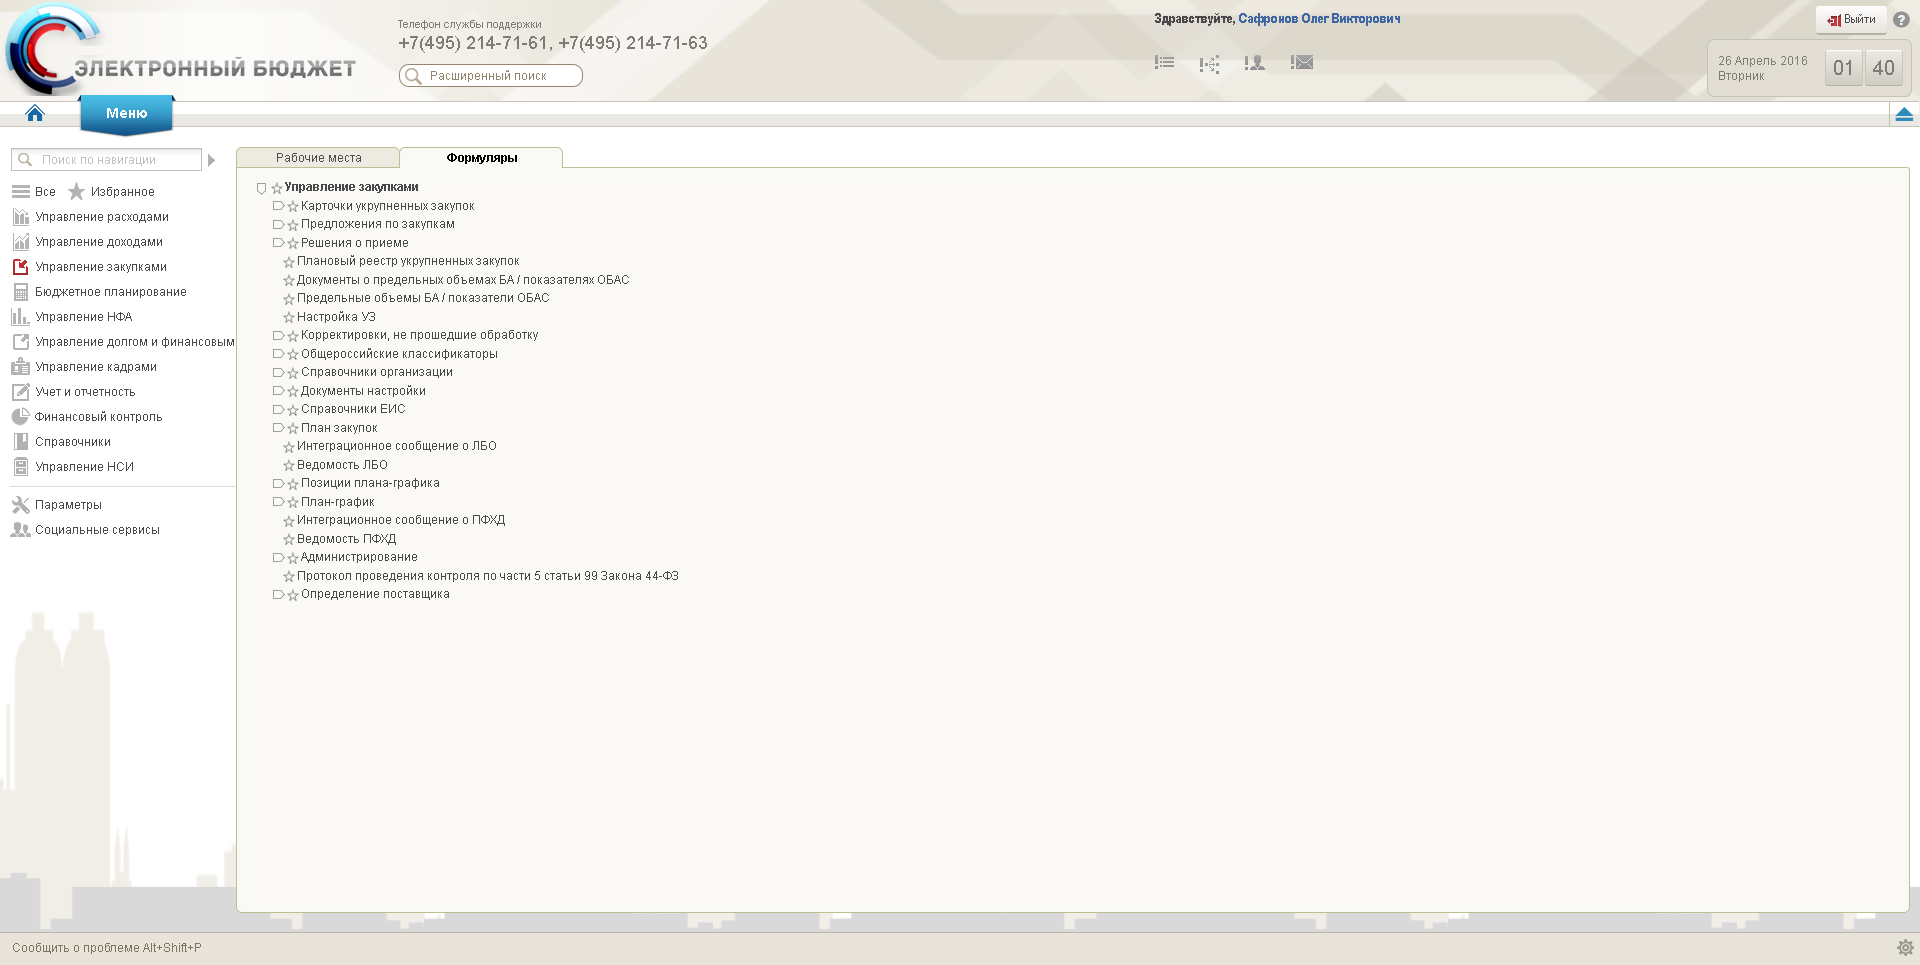 ЭЛЕКТРОННЫЙ БЮДЖЕТ
Телефон службы поддержки
+7(495) 214-71-61, +7(495) 214-71-63
Расширенный поиск
Здравствуйте, Сафронов Олег Викторович
Выйти
?
26 Апрель 2016
Вторник
01 40
Меню
Поиск по навигации
Все Избранное
Управление расходами
Управление доходами
Управление закупками
Бюджетное планирование
Управление НФА
Управление долгом и финансовым
Управление кадрами
Учет и отчетность
Финансовый контроль
Справочники
Управление НСИ
Параметры
Социальные сервисы
Рабочие места
Формуляры
Управление закупками
Карточки укрупненных закупок
Предложения по закупкам
Решения о приеме
Плановый реестр укрупненных закупок
Документы о предельных объемах БА / показателях ОБАС
Предельные объемы БА / показатели ОБАС
Настройка УЗ
Корректировки, не прошедшие обработку
Общероссийские классификаторы
Справочники организации
Документы настройки
Справочники ЕИС
План закупок
Интеграционное сообщение о ЛБО
Ведомость ЛБО
Позиции плана-графика
План-график
Интеграционное сообщение о ПФХД
Ведомость ПФХД
Администрирование
Протокол проведения контроля по части 5 статьи 99 Закона 44-ФЗ
Определение поставщика
Сообщить о проблеме Alt+Shift+P